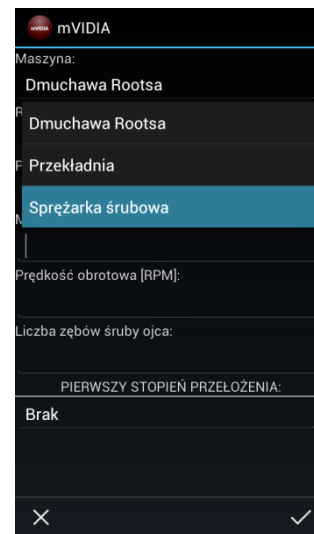 mVIDIA
Maszyna:
Dmuchawa Rootsa
Dmuchawa Rootsa
Przekładnia
Sprężarka śrubowa
Prędkość obrotowa [RPM]:
Liczba zębów śruby ojca:
PIERWSZY STOPIEŃ PRZEŁOŻENIA:
Brak